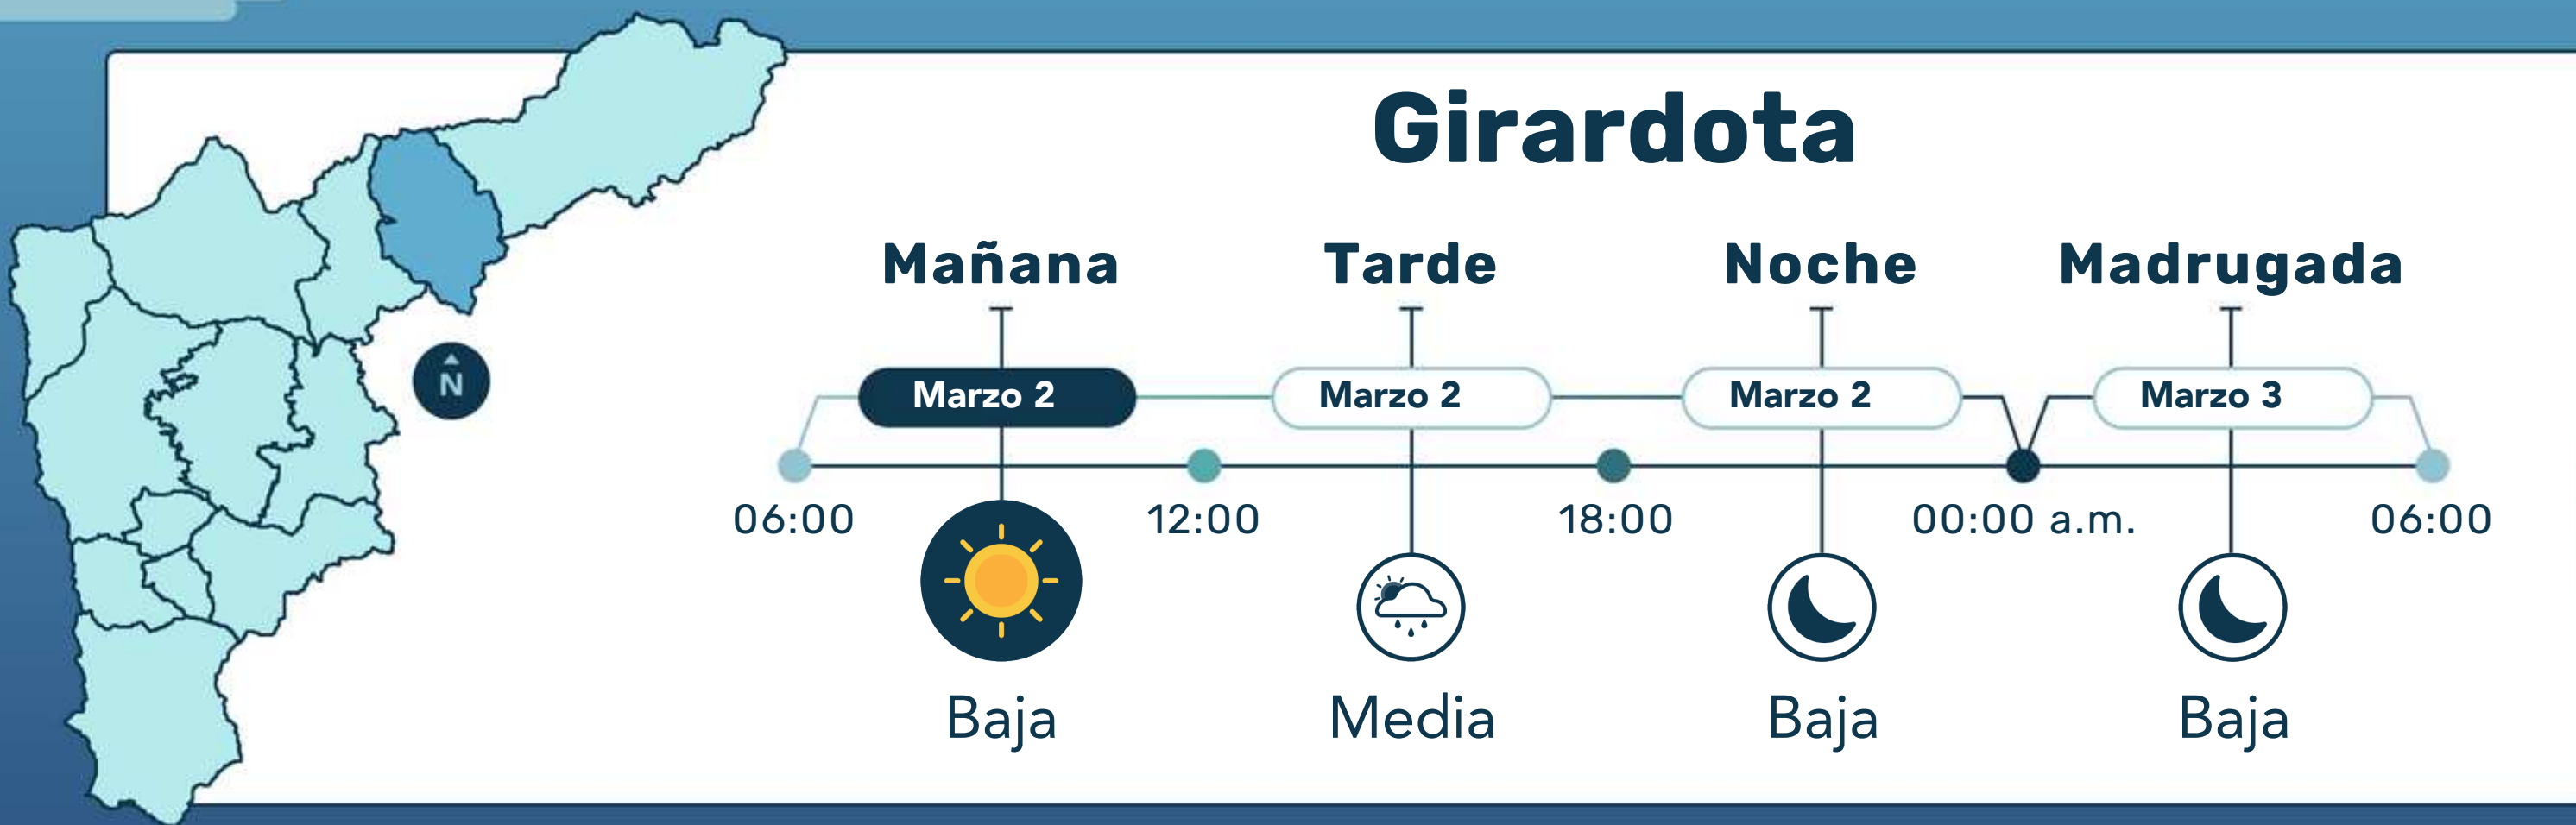 Girardota
Mañana Tarde Noche Madrugada
N
Marzo 2 Marzo 2 Marzo 2 Marzo 3
06:00 12:00 18:00 00:00 a.m. 06:00
Baja Media Baja Baja